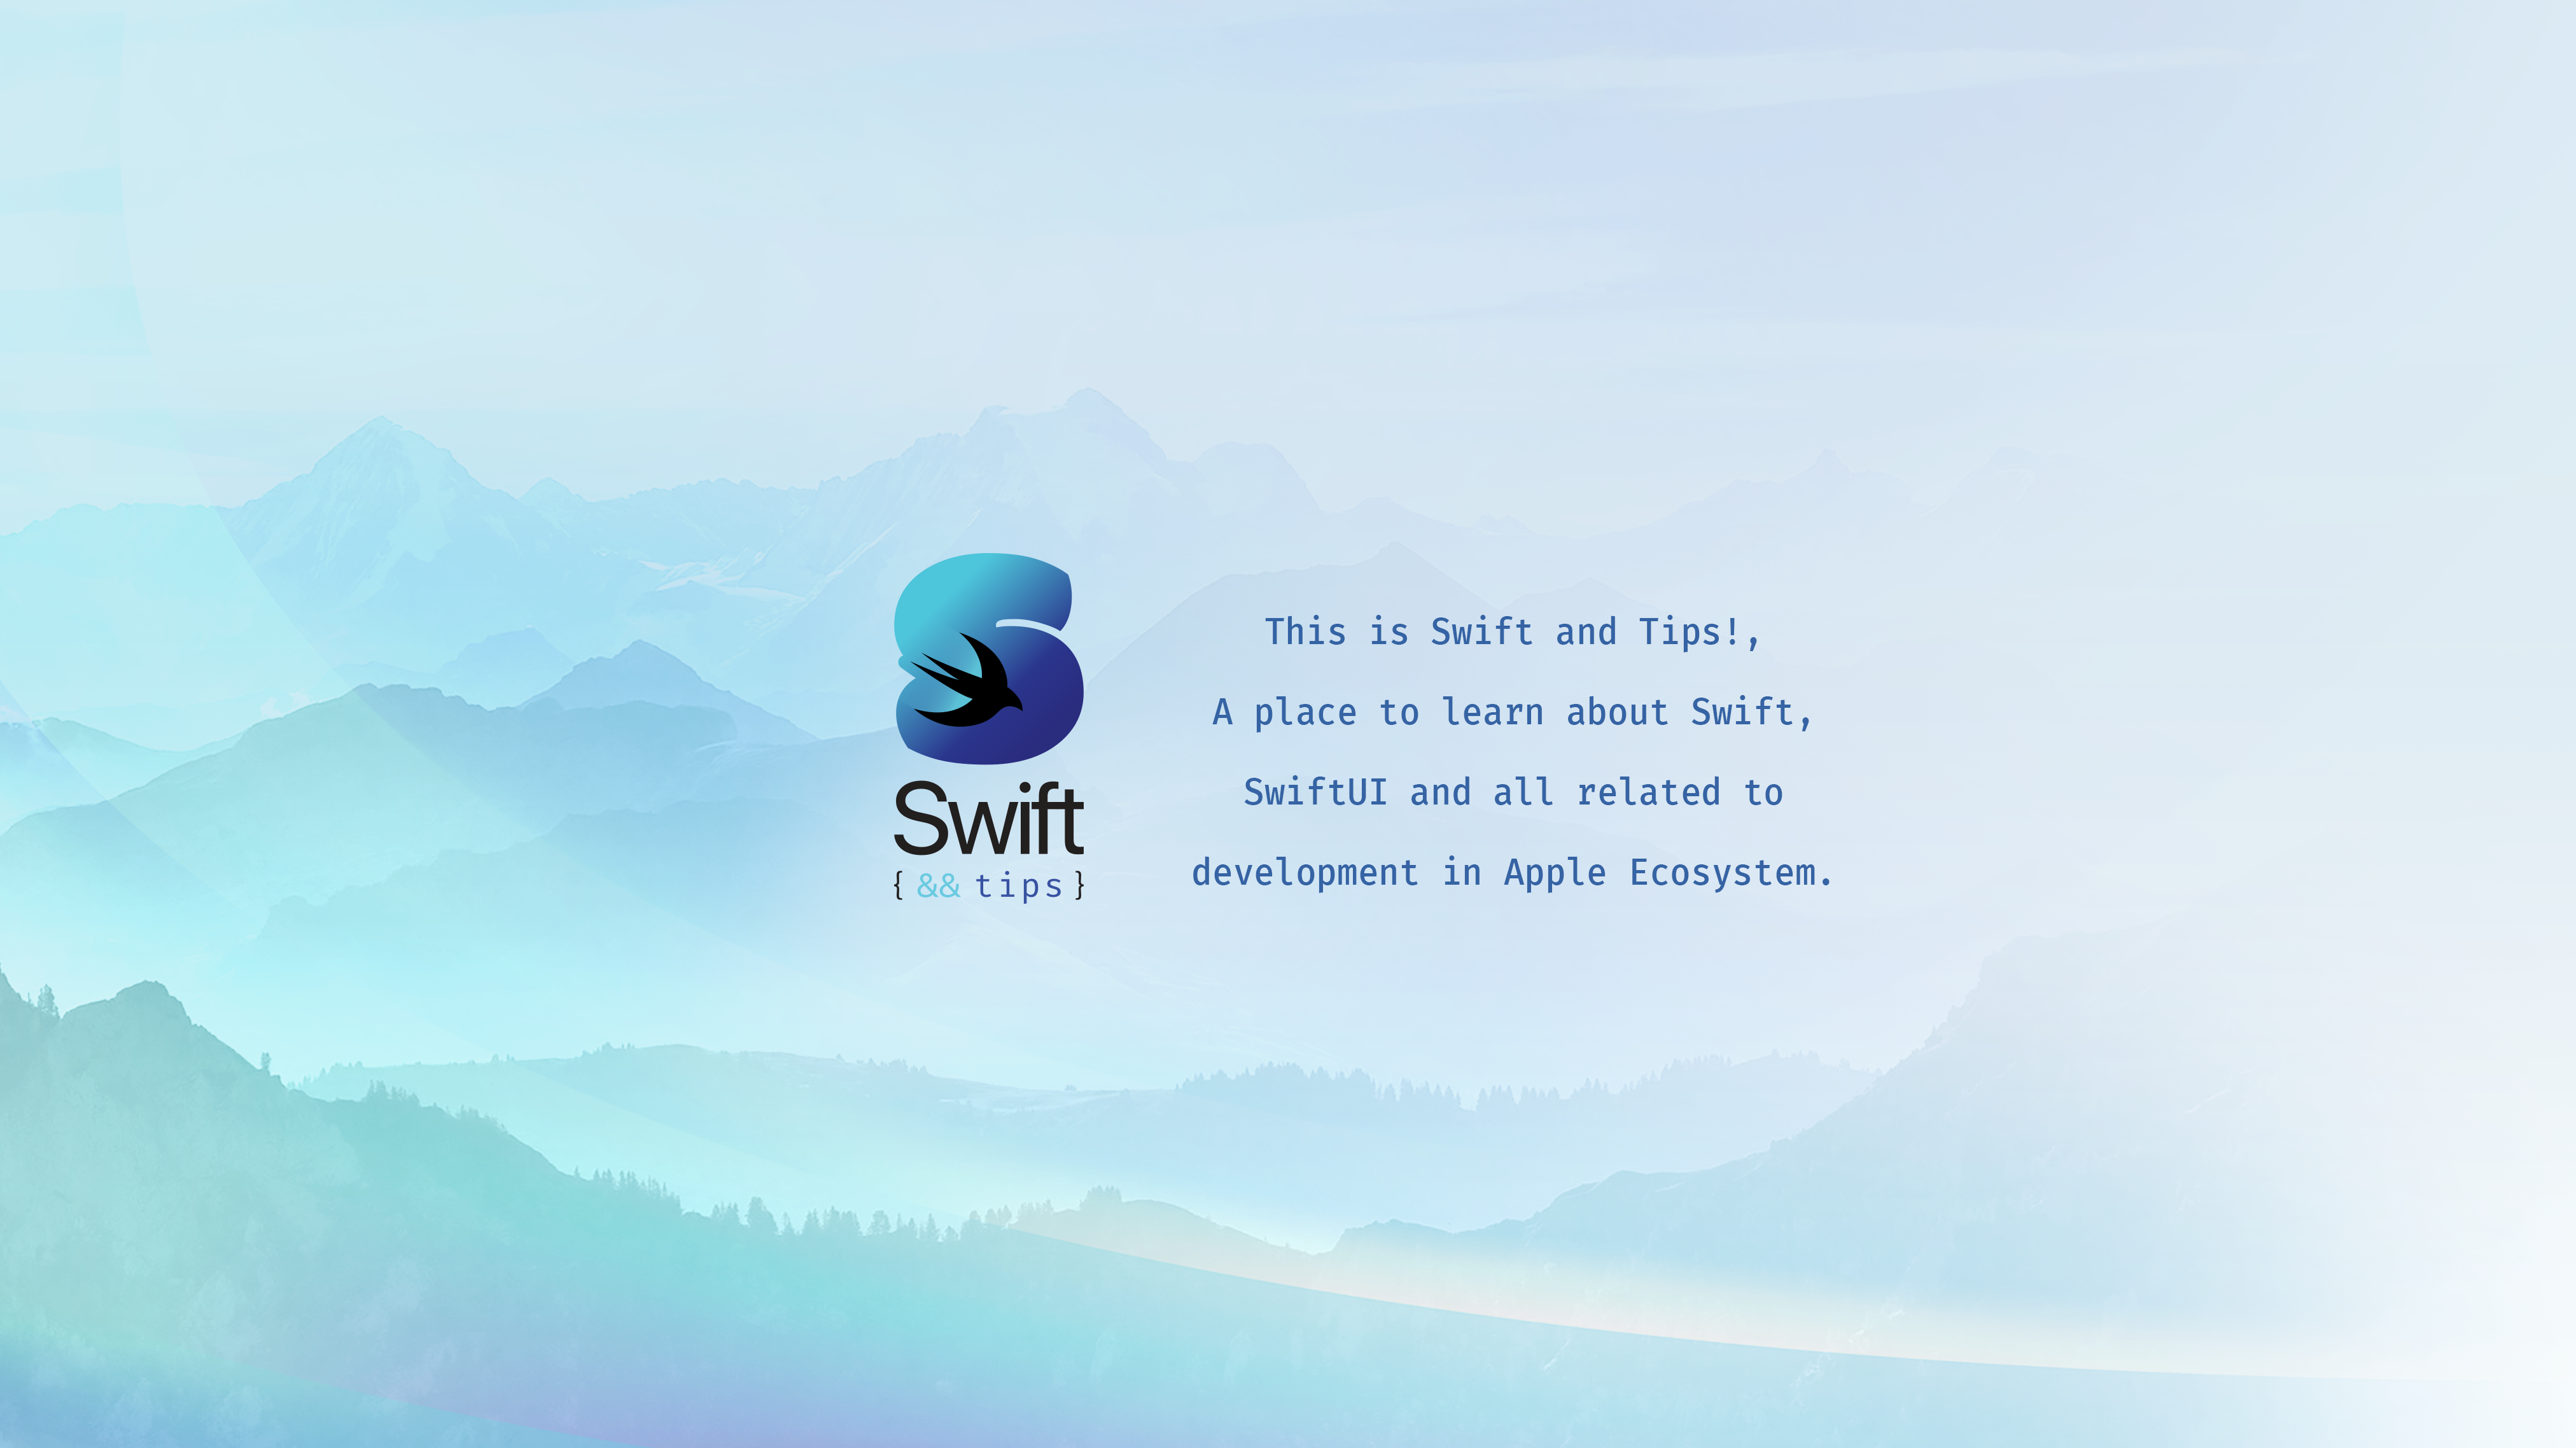 Swift
{ && tips }
This is Swift and Tips!,
A place to learn about Swift,
SwiftUI and all related to
development in Apple Ecosystem.